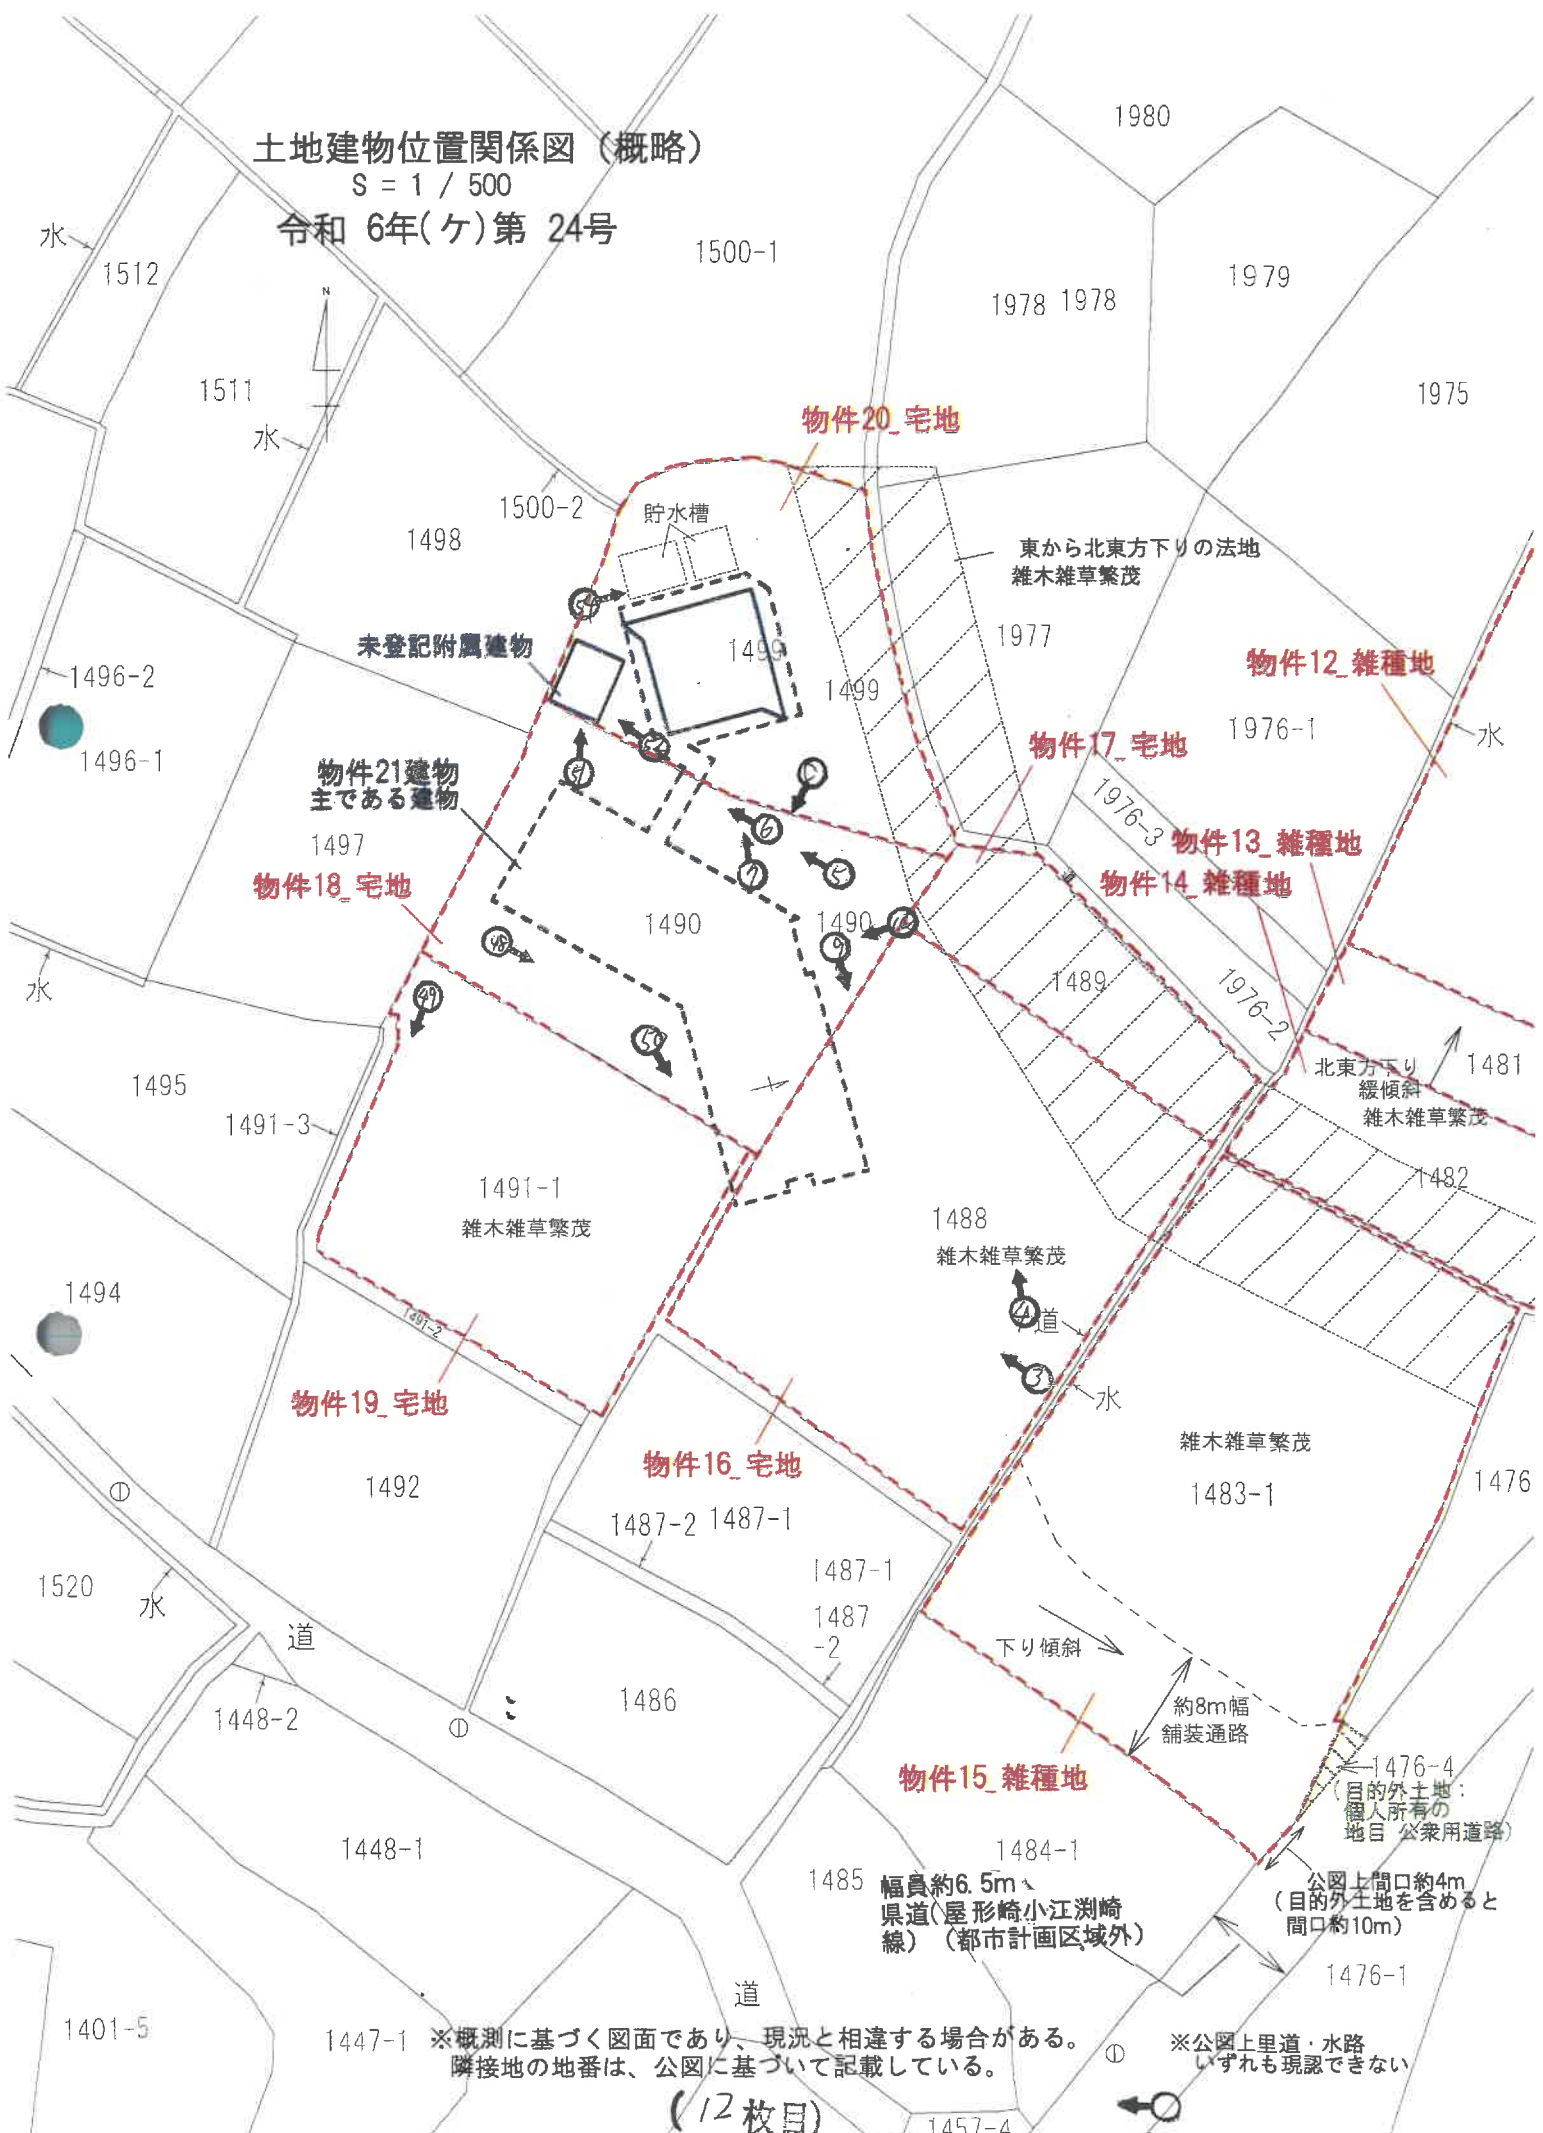 土地建物位置関係図（概略）
S = 1 / 500
令和 6年(ケ)第 24号
1980
1500-1
水
1512
1979
1978 1978
N
1511
1975
物件20_宅地
水
1500-2
貯水槽
1498
東から北東方下りの法地
雑木雑草繁茂
54
1977
未登記附属建物
1499
物件12_雑種地
1496-2
1499
1976-1
水
物件17_宅地
1496-1
物件21建物
主である建物
51
52
1976-3
1497
6
物件13_雑種地
物件18_宅地
7
5
道
物件14_雑種地
1490
1490
10
48
9
1489
水
49
1976-2
50
北東方下り
緩傾斜
雑木雑草繁茂
1481
1495
1491-3
1482
1491-1
雑木雑草繁茂
1488
雑木雑草繁茂
1494
4
道
1491-2
3
水
物件19_宅地
雑木雑草繁茂
1483-1
1476
物件16_宅地
1492
1487-2 1487-1
1487-1
1487
-2
1520
水
道
下り傾斜
1486
約8m幅
舗装通路
1448-2
物件15_雑種地
1476-4
(目的外土地：
個人所有の
地目 公衆用道路)
1448-1
1484-1
1485
幅員約6.5m
県道(屋形崎小江渕崎
線）（都市計画区域外）
公図上間口約4m
(目的外土地を含めると
間口約10m)
1476-1
道
1401-5
1447-1
※概測に基づく図面であり、現況と相違する場合がある。
隣接地の地番は、公図に基づいて記載している。
※公図上里道・水路
いずれも現認できない
(12枚目)
1457-4